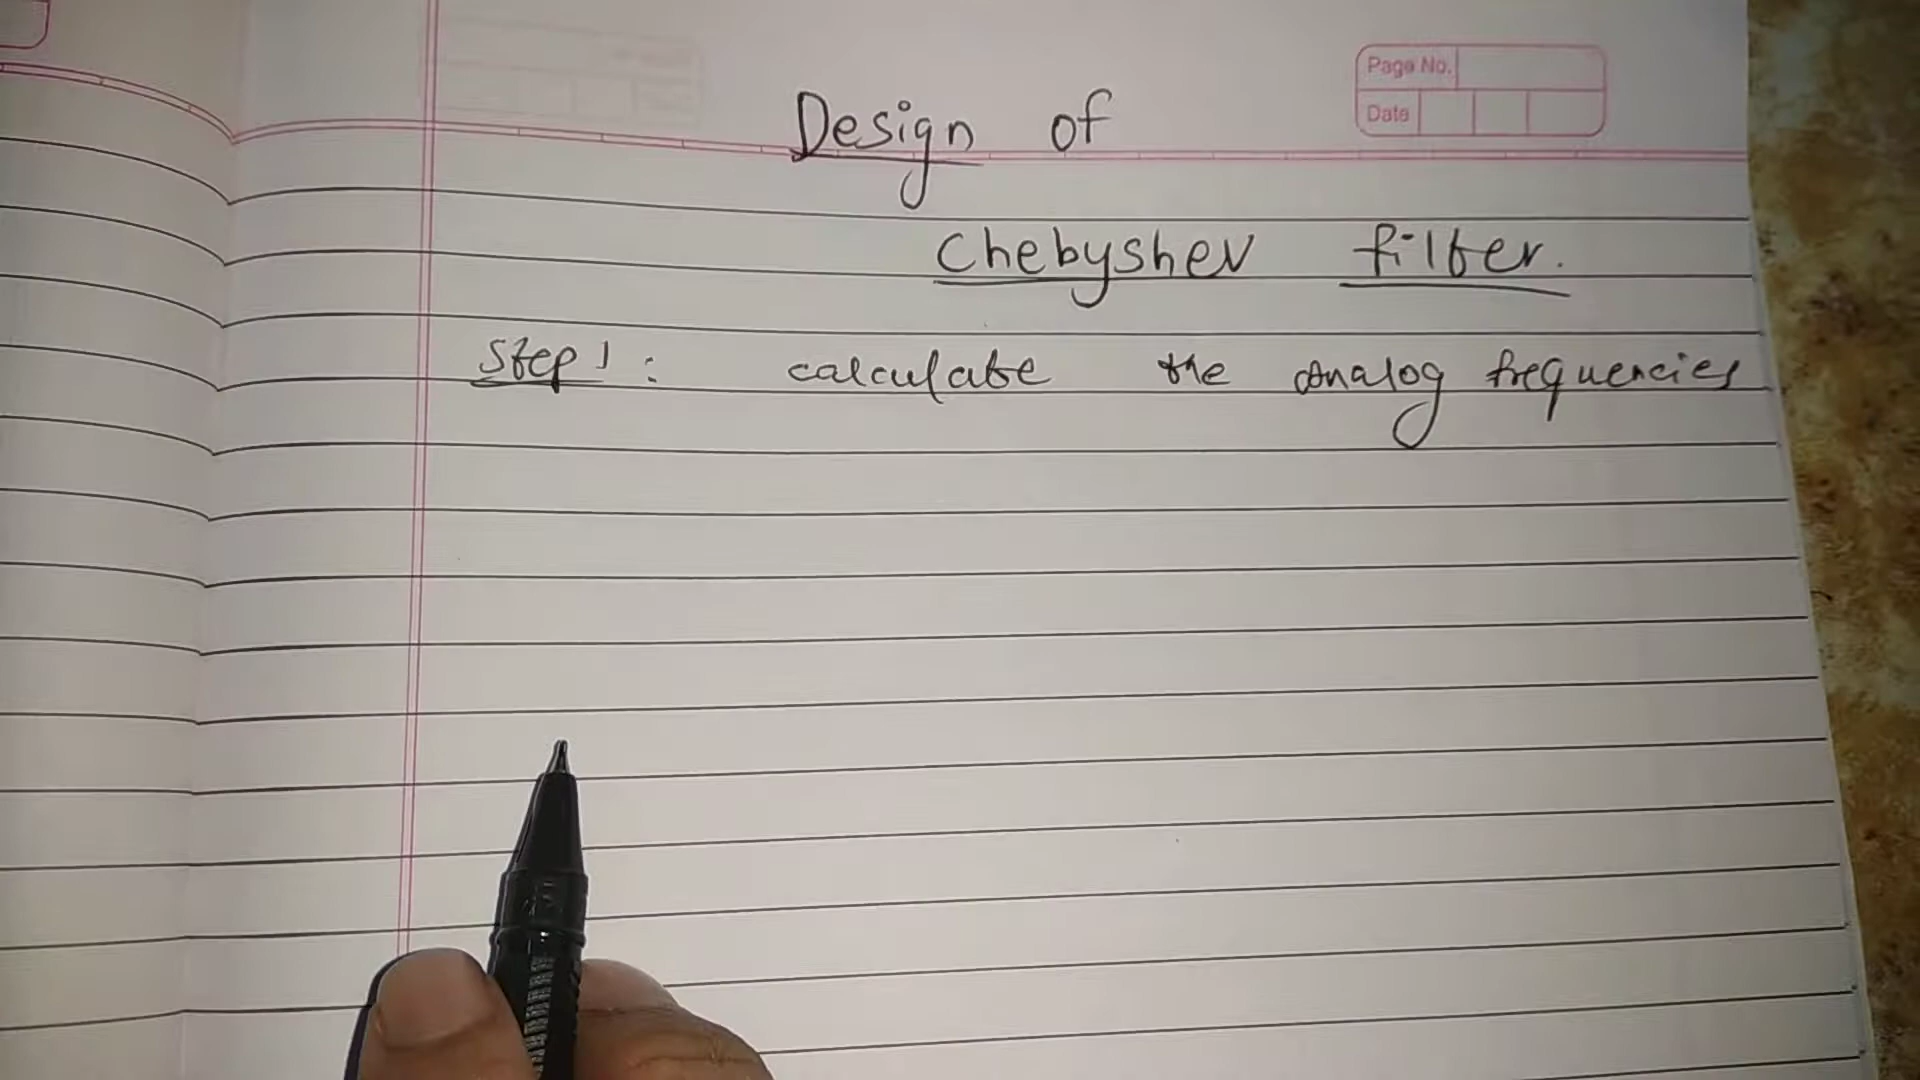 Page No.
Date
Design of
Chebyshev filter.
Step 1 : calculate the analog frequencies